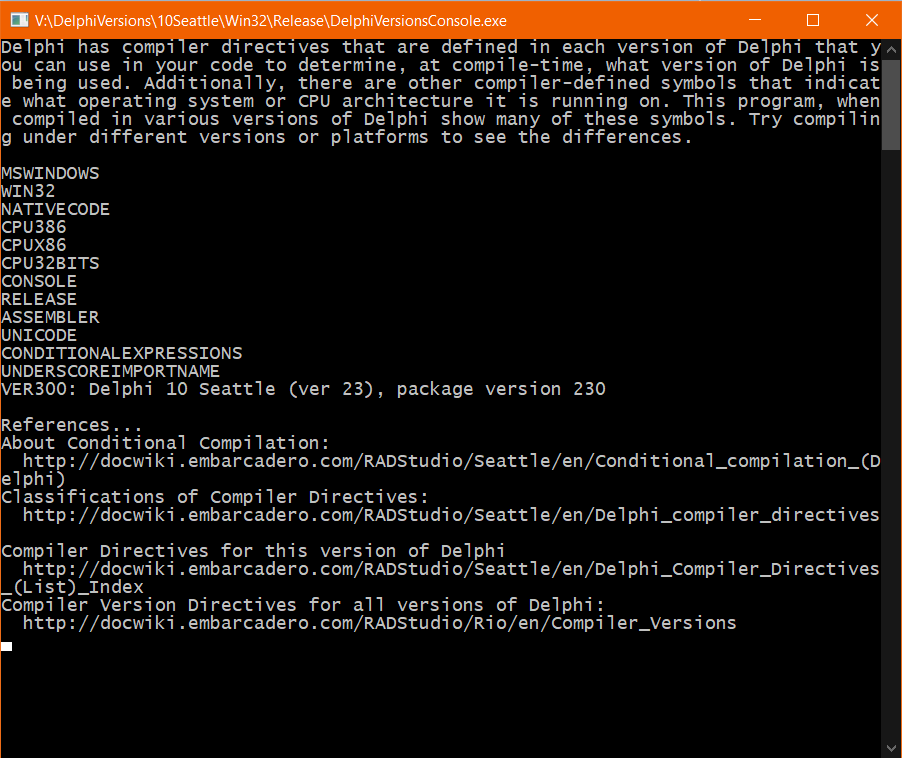 V:\DelphiVersions\10Seattle\Win32\Release\DelphiVersionsConsole.exe
Delphi has compiler directives that are defined in each version of Delphi that y
ou can use in your code to determine, at compile-time, what version of Delphi is
 being used. Additionally, there are other compiler-defined symbols that indicat
e what operating system or CPU architecture it is running on. This program, when
 compiled in various versions of Delphi show many of these symbols. Try compilin
g under different versions or platforms to see the differences.

MSWINDOWS
WIN32
NATIVECODE
CPU386
CPUX86
CPU32BITS
CONSOLE
RELEASE
ASSEMBLER
UNICODE
CONDITIONALEXPRESSIONS
UNDERSCOREIMPORTNAME
VER300: Delphi 10 Seattle (ver 23), package version 230

References...
About Conditional Compilation:
  http://docwiki.embarcadero.com/RADStudio/Seattle/en/Conditional_compilation_(D
elphi)
Classifications of Compiler Directives:
  http://docwiki.embarcadero.com/RADStudio/Seattle/en/Delphi_compiler_directives

Compiler Directives for this version of Delphi
  http://docwiki.embarcadero.com/RADStudio/Seattle/en/Delphi_Compiler_Directives
_(List)_Index
Compiler Version Directives for all versions of Delphi:
  http://docwiki.embarcadero.com/RADStudio/Rio/en/Compiler_Versions